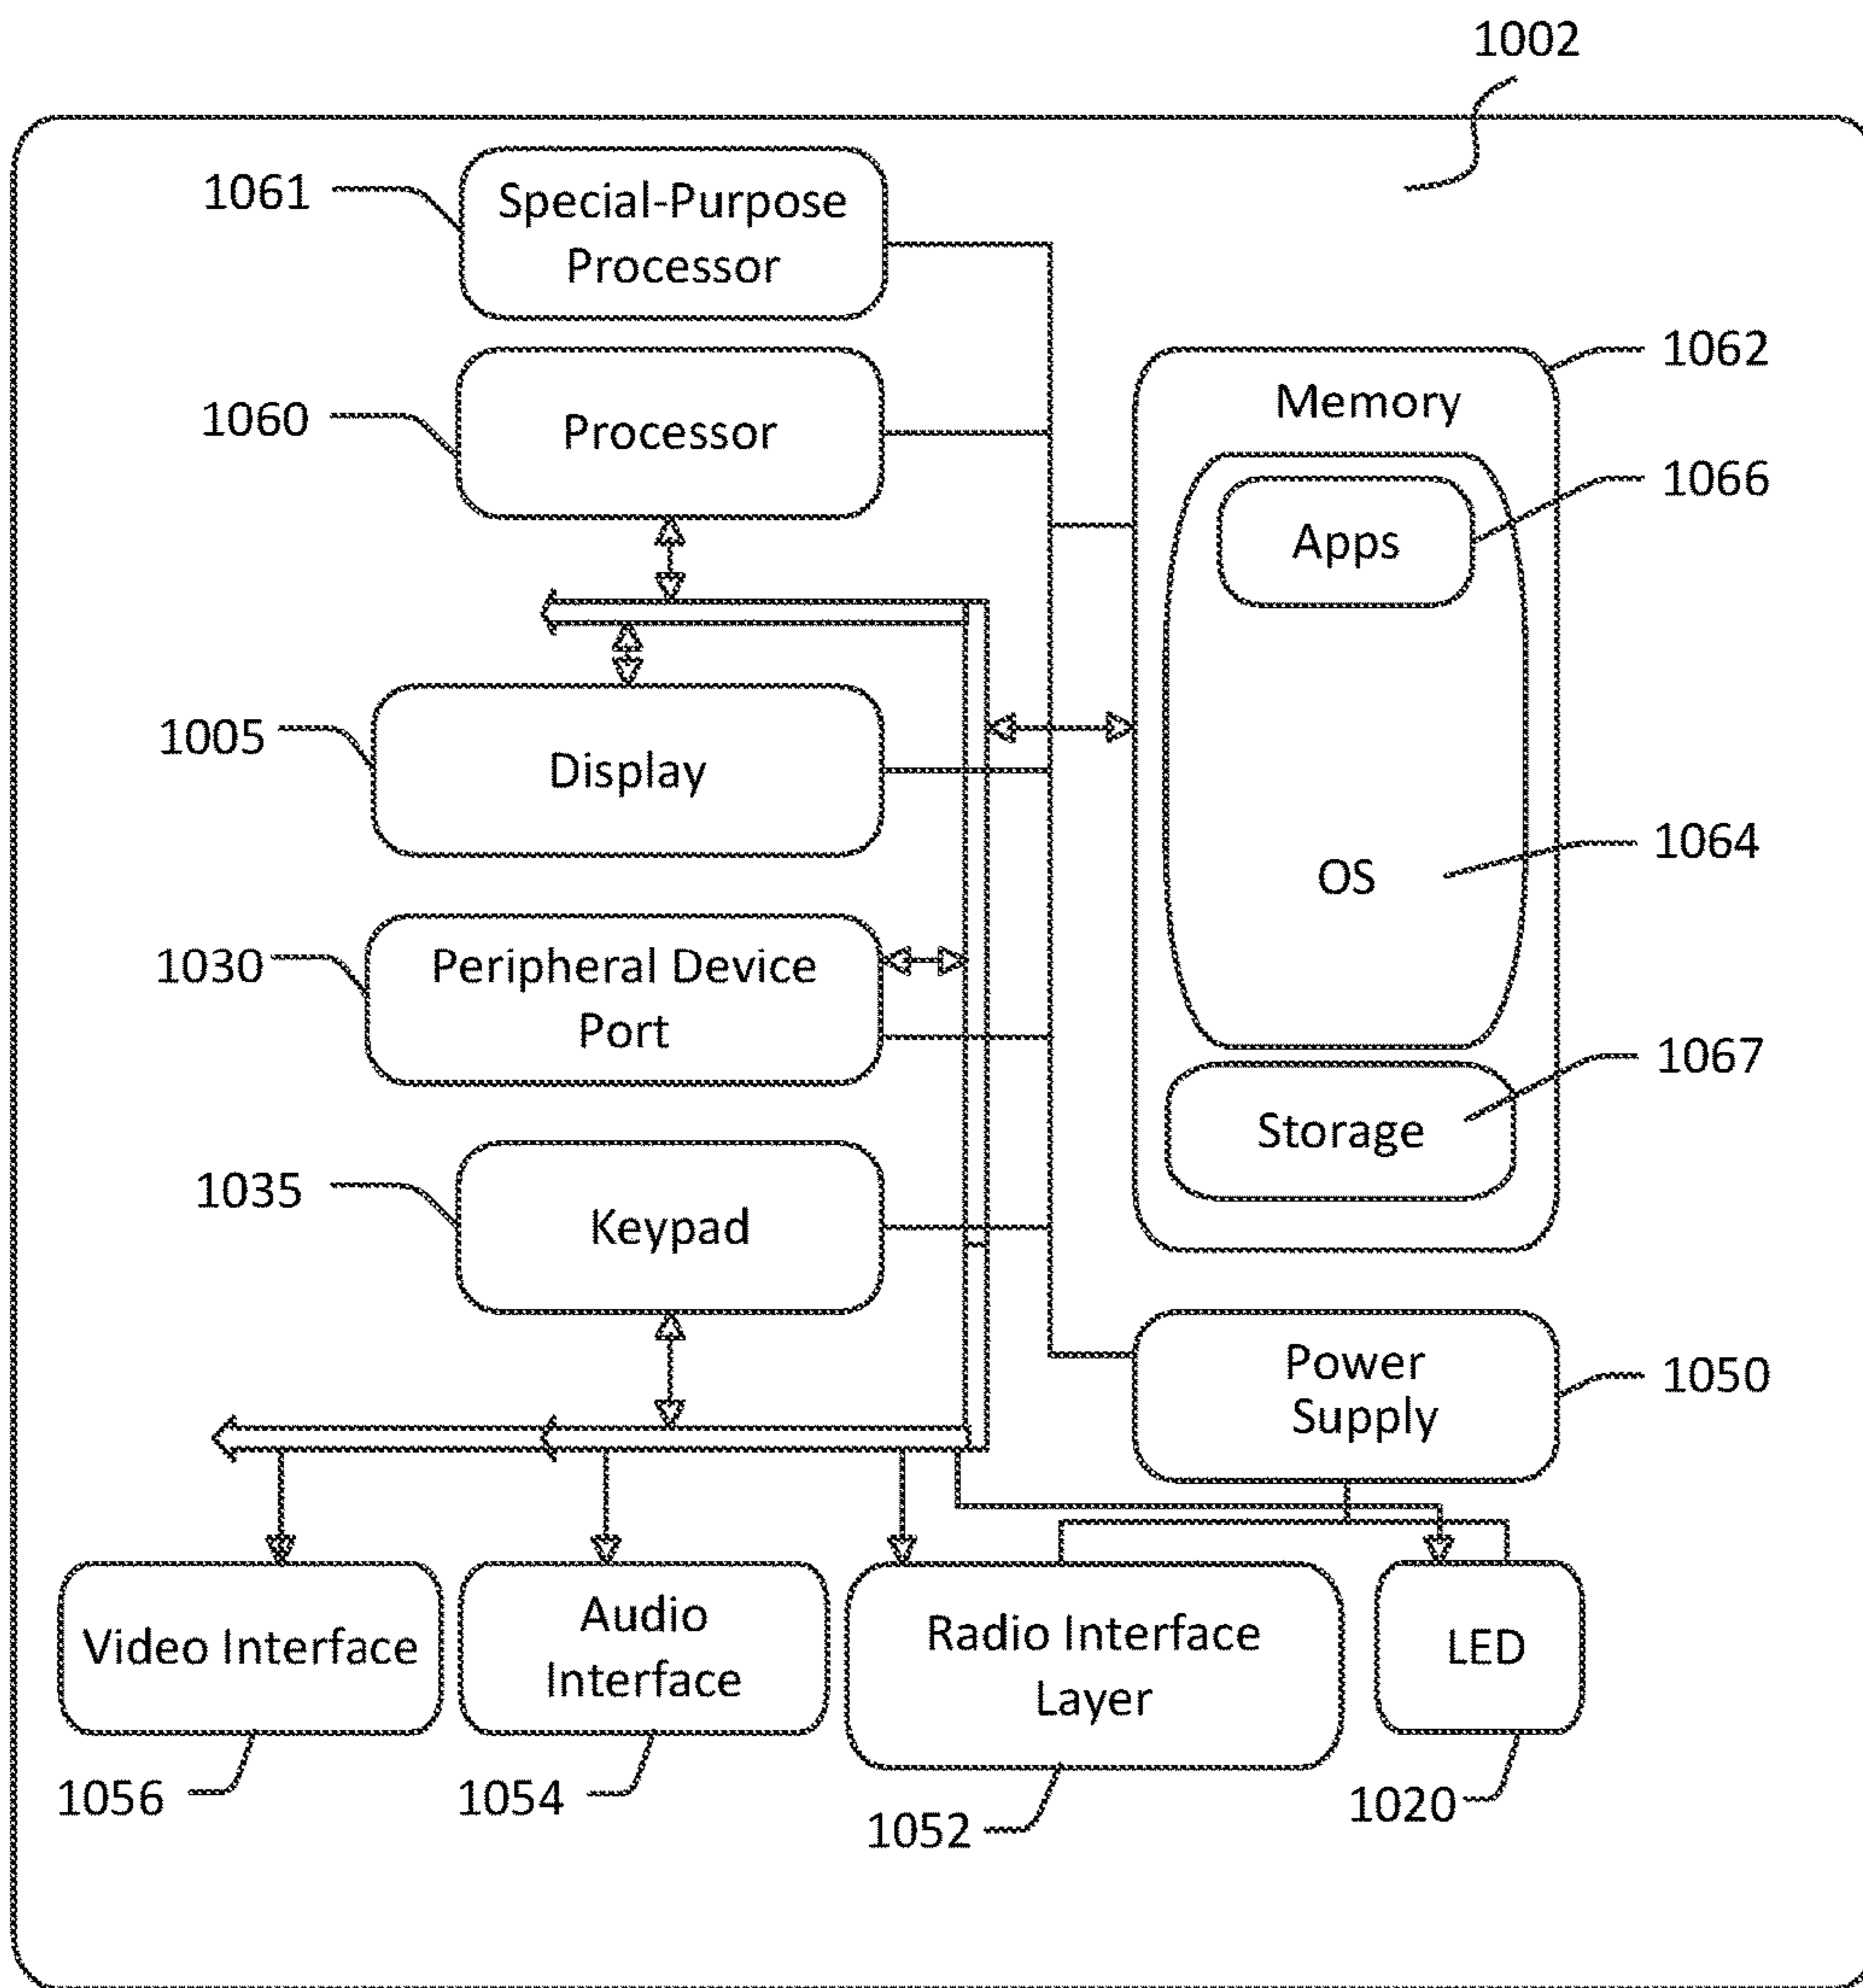 1002
1061
Special-Purpose
Processor
1062
Memory
1060
Processor
1066
Apps
1005
Display
1064
OS
1030
Peripheral Device
Port
1067
Storage
1035
Keypad
Power
Supply
1050
Video Interface
Audio
Interface
Radio Interface
Layer
LED
1056
1054
1052
1020